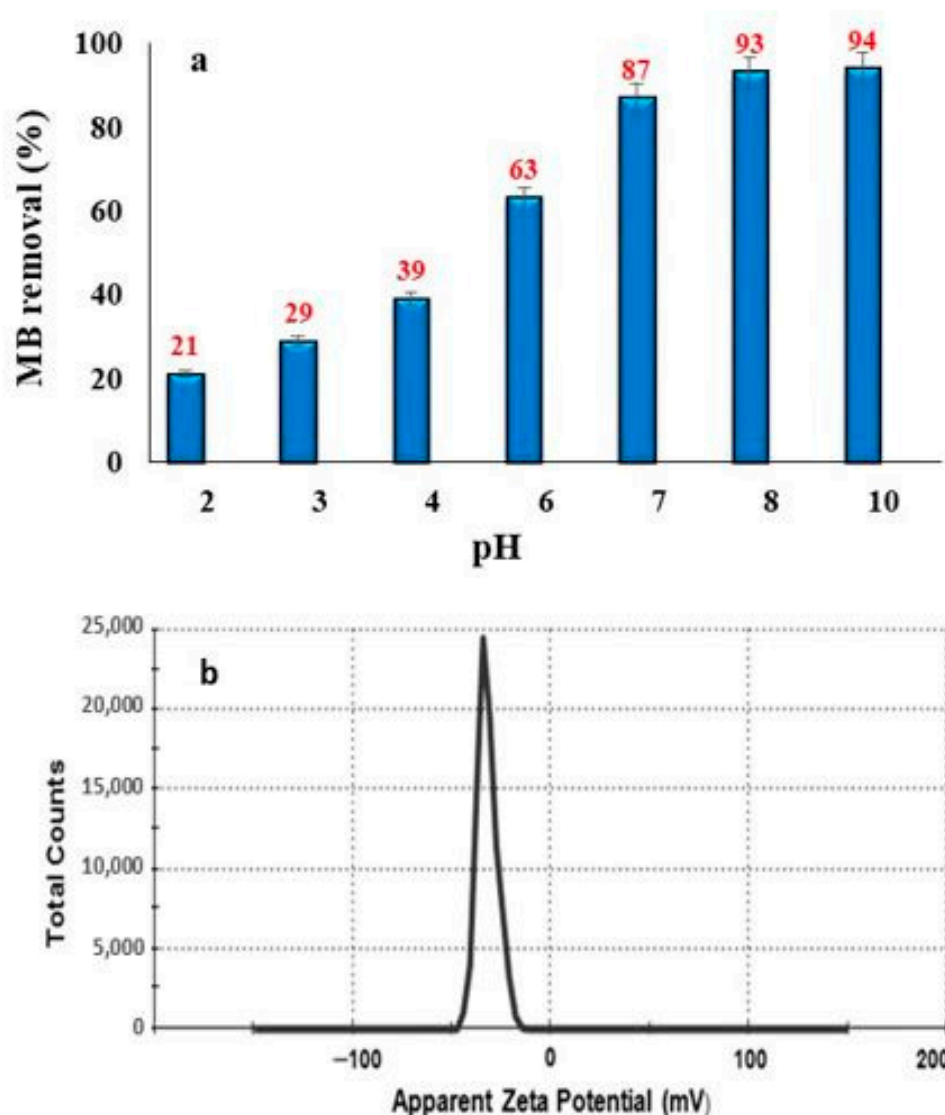 a
MB removal (%)
100
80
60
40
20
0
21
29
39
63
87
93
94
2 3 4 6 7 8 10
pH
b
Total Counts
25,000
20,000
15,000
10,000
5,000
0
−100 0 100 200
Apparent Zeta Potential (mV)